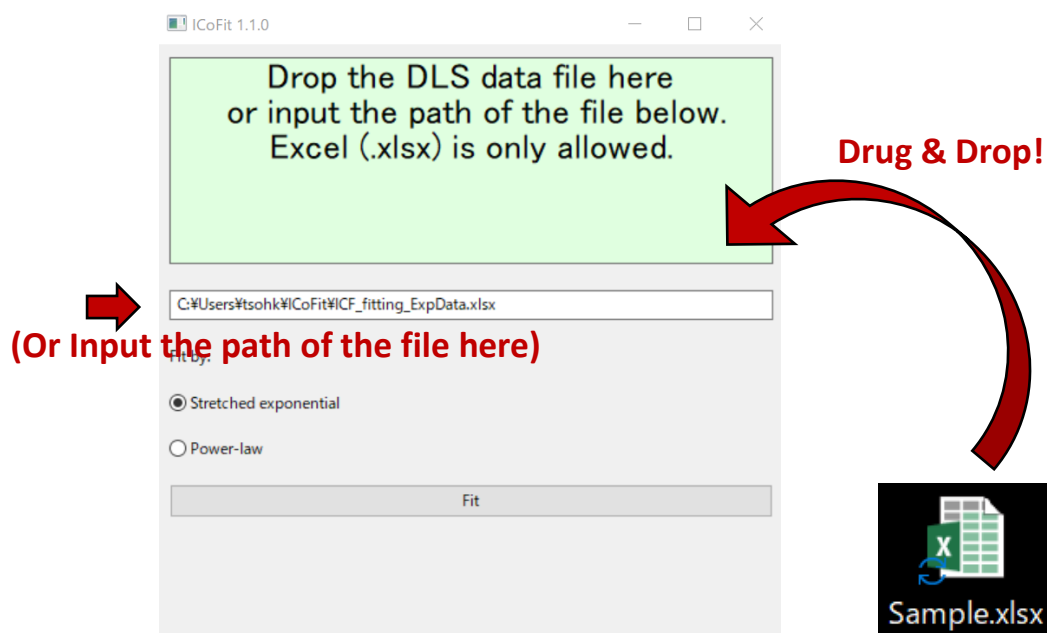 ICoFit 1.1.0
Drop the DLS data file here
or input the path of the file below.
Excel (.xlsx) is only allowed.
Drug & Drop!
C:¥Users¥tsohk¥ICoFit¥ICF_fitting_ExpData.xlsx
(Or Input the path of the file here)
Fit by:
Stretched exponential
Power-law
Fit
X
Sample.xlsx